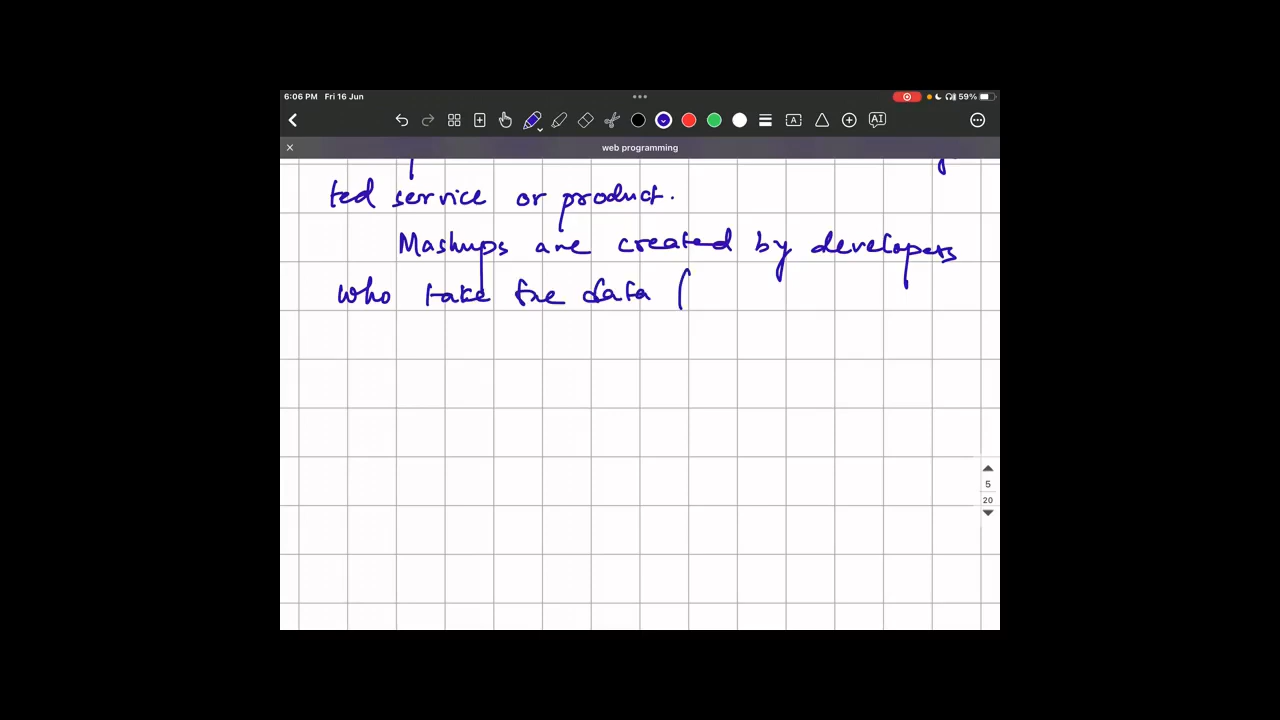 6:06 PM Fri 16 Jun 59%
A AI
web programming
ted service or product.
Mashups are created by developers
who take the data (
5
20